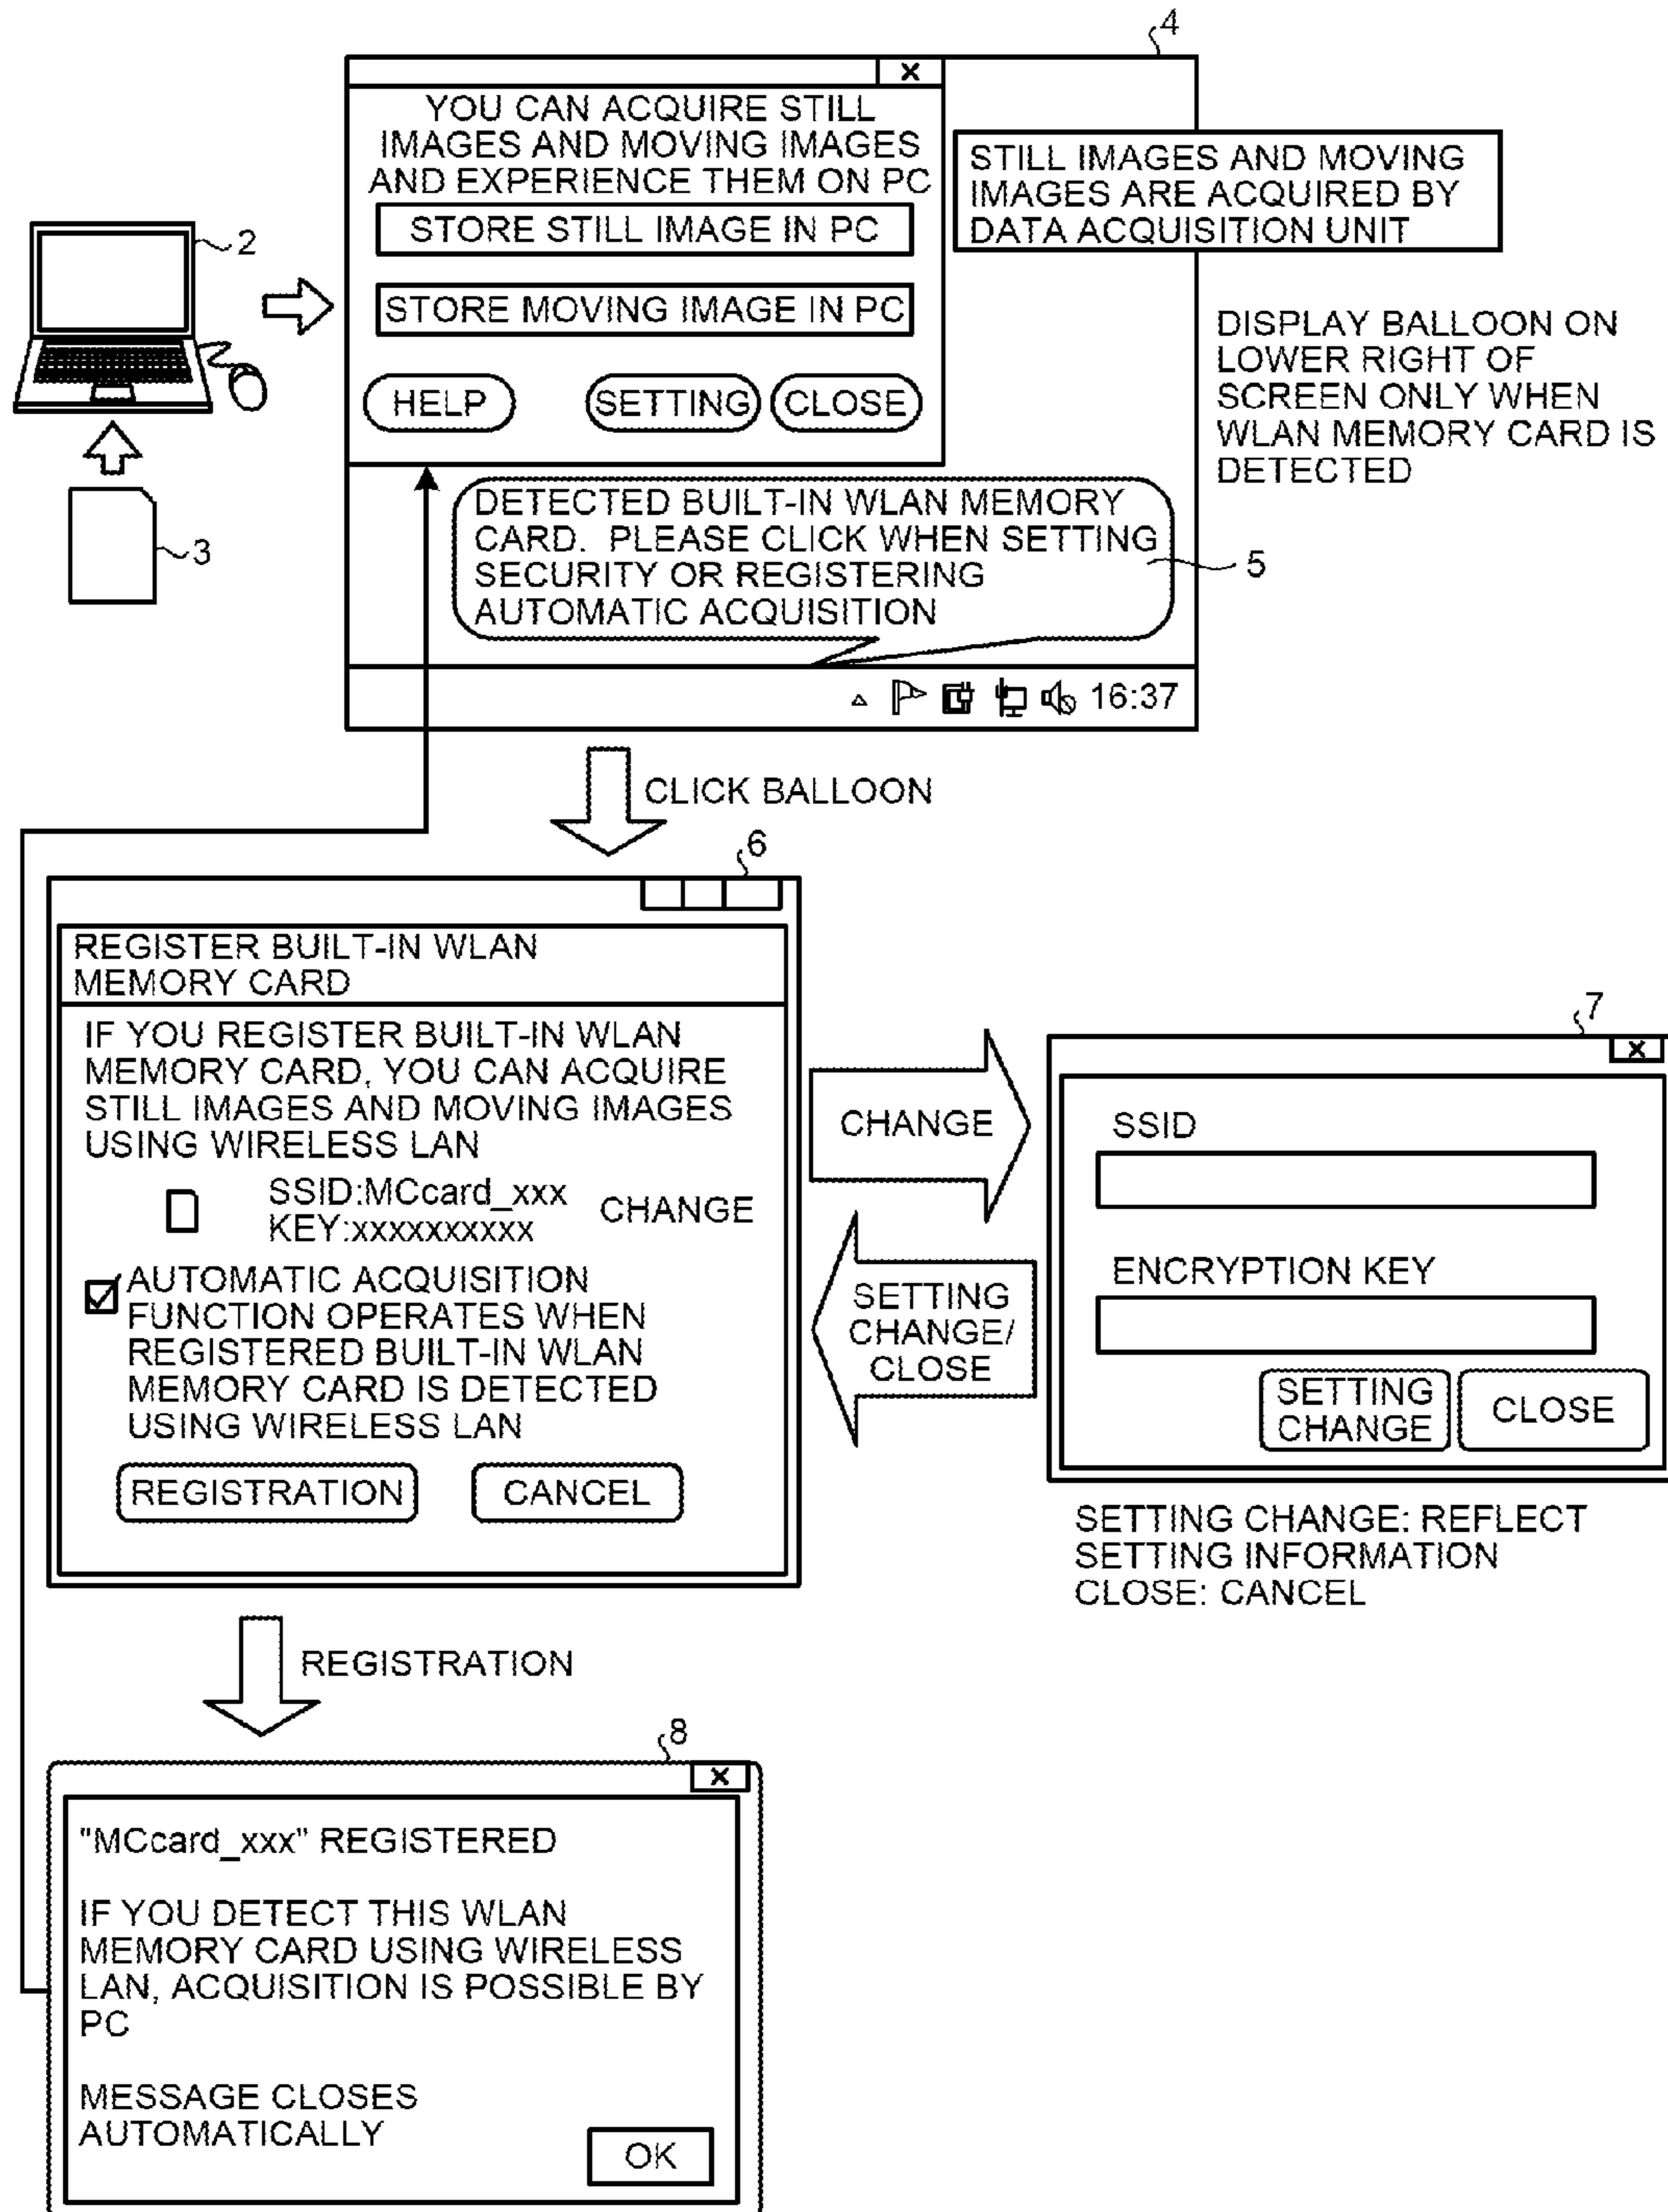 4
×
YOU CAN ACQUIRE STILL
IMAGES AND MOVING IMAGES
AND EXPERIENCE THEM ON PC
STORE STILL IMAGE IN PC
STORE MOVING IMAGE IN PC
HELP
SETTING
CLOSE
STILL IMAGES AND MOVING
IMAGES ARE ACQUIRED BY
DATA ACQUISITION UNIT
2
3
DISPLAY BALLOON ON
LOWER RIGHT OF
SCREEN ONLY WHEN
WLAN MEMORY CARD IS
DETECTED
DETECTED BUILT-IN WLAN MEMORY
CARD. PLEASE CLICK WHEN SETTING
SECURITY OR REGISTERING
AUTOMATIC ACQUISITION
5
16:37
CLICK BALLOON
6
REGISTER BUILT-IN WLAN
MEMORY CARD
IF YOU REGISTER BUILT-IN WLAN
MEMORY CARD, YOU CAN ACQUIRE
STILL IMAGES AND MOVING IMAGES
USING WIRELESS LAN
SSID:MCcard_xxx
KEY:xxxxxxxxxx
CHANGE
AUTOMATIC ACQUISITION
FUNCTION OPERATES WHEN
REGISTERED BUILT-IN WLAN
MEMORY CARD IS DETECTED
USING WIRELESS LAN
REGISTRATION
CANCEL
CHANGE
SETTING
CHANGE/
CLOSE
7
×
SSID
ENCRYPTION KEY
SETTING
CHANGE
CLOSE
SETTING CHANGE: REFLECT
SETTING INFORMATION
CLOSE: CANCEL
REGISTRATION
8
×
"MCcard_xxx" REGISTERED
IF YOU DETECT THIS WLAN
MEMORY CARD USING WIRELESS
LAN, ACQUISITION IS POSSIBLE BY
PC
MESSAGE CLOSES
AUTOMATICALLY
OK